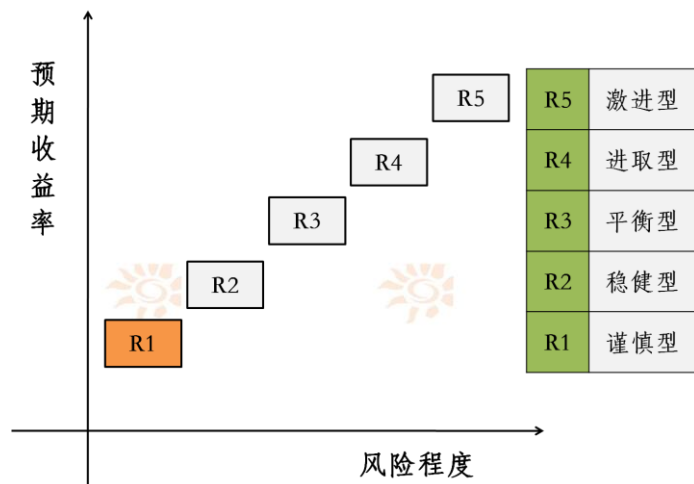 预期收益率
R5
R4
R3
R2
R1
风险程度
R5 激进型
R4 进取型
R3 平衡型
R2 稳健型
R1 谨慎型